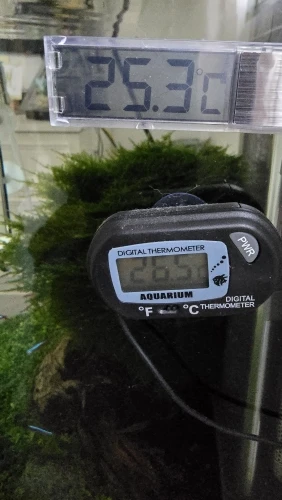 25.3°C
PWR
DIGITAL THERMOMETER
26.5
AQUARIUM
°F °C
DIGITAL
THERMOMETER